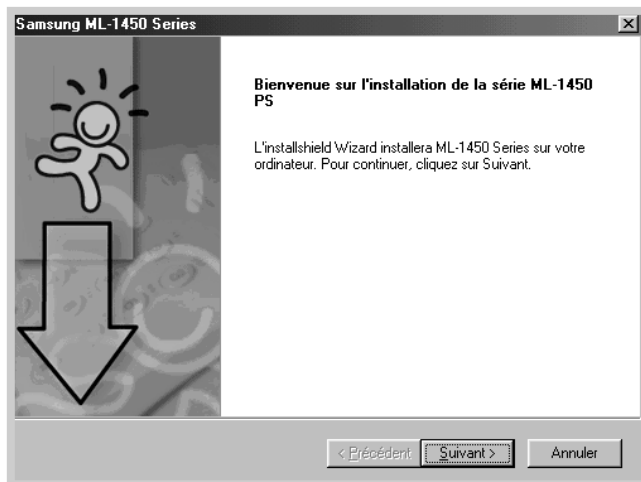 Samsung ML-1450 Series
Bienvenue sur l'installation de la série ML-1450
PS
L'installshield Wizard installera ML-1450 Series sur votre
ordinateur. Pour continuer, cliquez sur Suivant.
< Précédent Suivant > Annuler